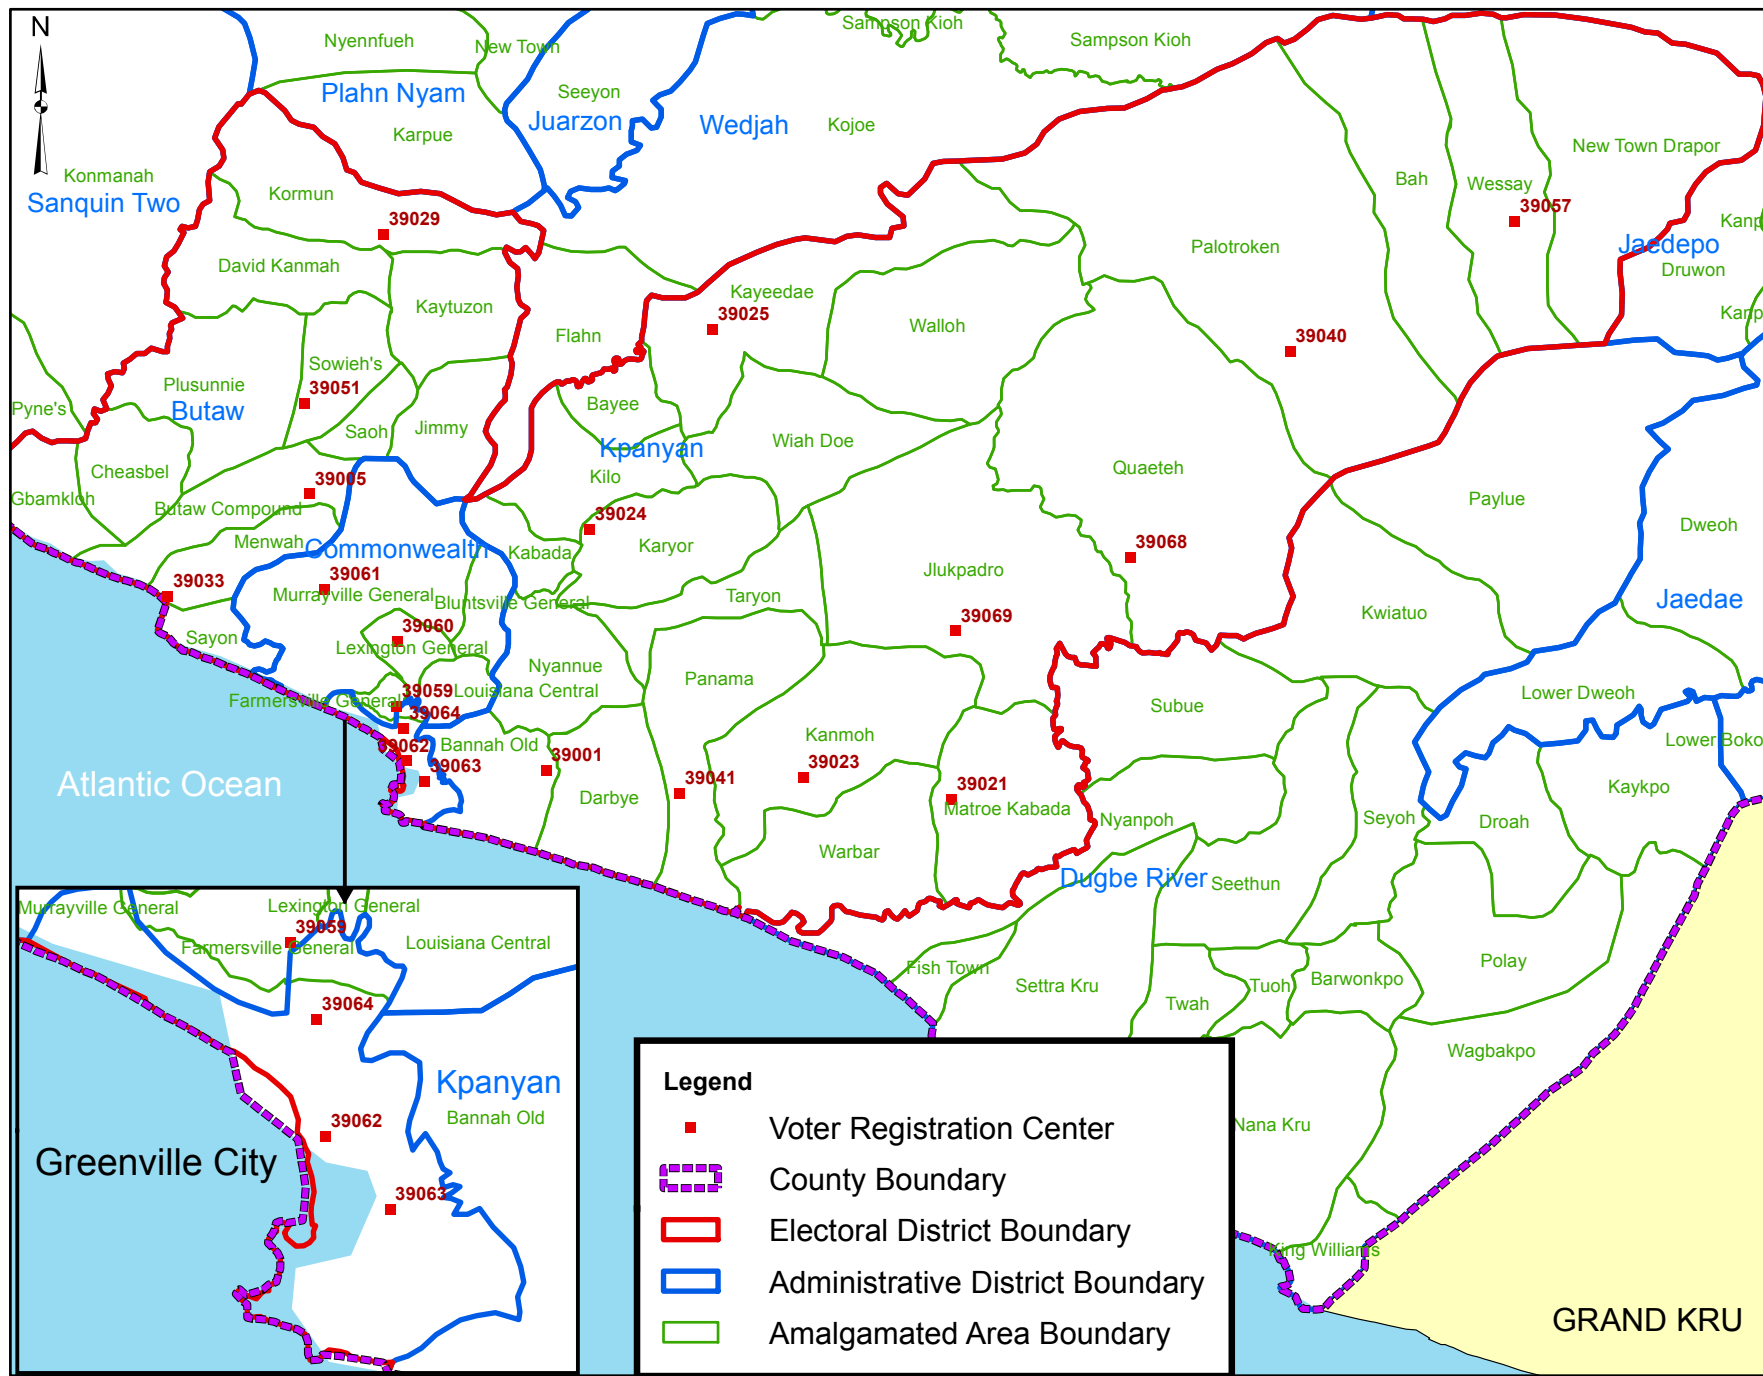 N
Nyennfueh
New Town
Sampson Kioh
Sampson Kioh
Plahn Nyam
Seeyon
Juarzon
Wedjah
Kojoe
Karpue
New Town Drapor
Konmanah
Sanquin Two
Kormun
39029
Bah
Wessay
39057
Palotroken
Jaedepo
Druwon
Kanp
Kanp
David Kanmah
Kaytuzon
Kayeedae
39025
Walloh
Flahn
39040
Sowieh's
39051
Plusunnie
Butaw
Pyne's
Bayee
Saoh
Jimmy
Kpanyan
Wiah Doe
Cheasbel
Kilo
Quaeteh
Paylue
39005
Gbamkloh
Butaw Compound
39024
Dweoh
Menwah
Commonwealth
Kabada
Karyor
39068
39033
39061
Murrayville General
Bluntsville General
Jlukpadro
Taryon
Jaedae
Kwiatuo
39060
39069
Sayon
Lexington General
Nyannue
Panama
39059
Louisiana Central
Farmersville General
39064
Lower Dweoh
Subue
Kanmoh
Bannah Old
39062
39001
39063
39041
39023
39021
Lower Boko
Atlantic Ocean
Darbye
Matroe Kabada
Nyanpoh
Seyoh
Droah
Kaykpo
Warbar
Dugbe River
Seethun
Fish Town
Settra Kru
Polay
Barwonkpo
Tuoh
Twah
Wagbakpo
Nana Kru
King Williams
GRAND KRU
Murrayville General
Lexington General
39059
Farmersville General
Louisiana Central
39064
Kpanyan
Bannah Old
39062
Greenville City
39063
Legend
Voter Registration Center
County Boundary
Electoral District Boundary
Administrative District Boundary
Amalgamated Area Boundary